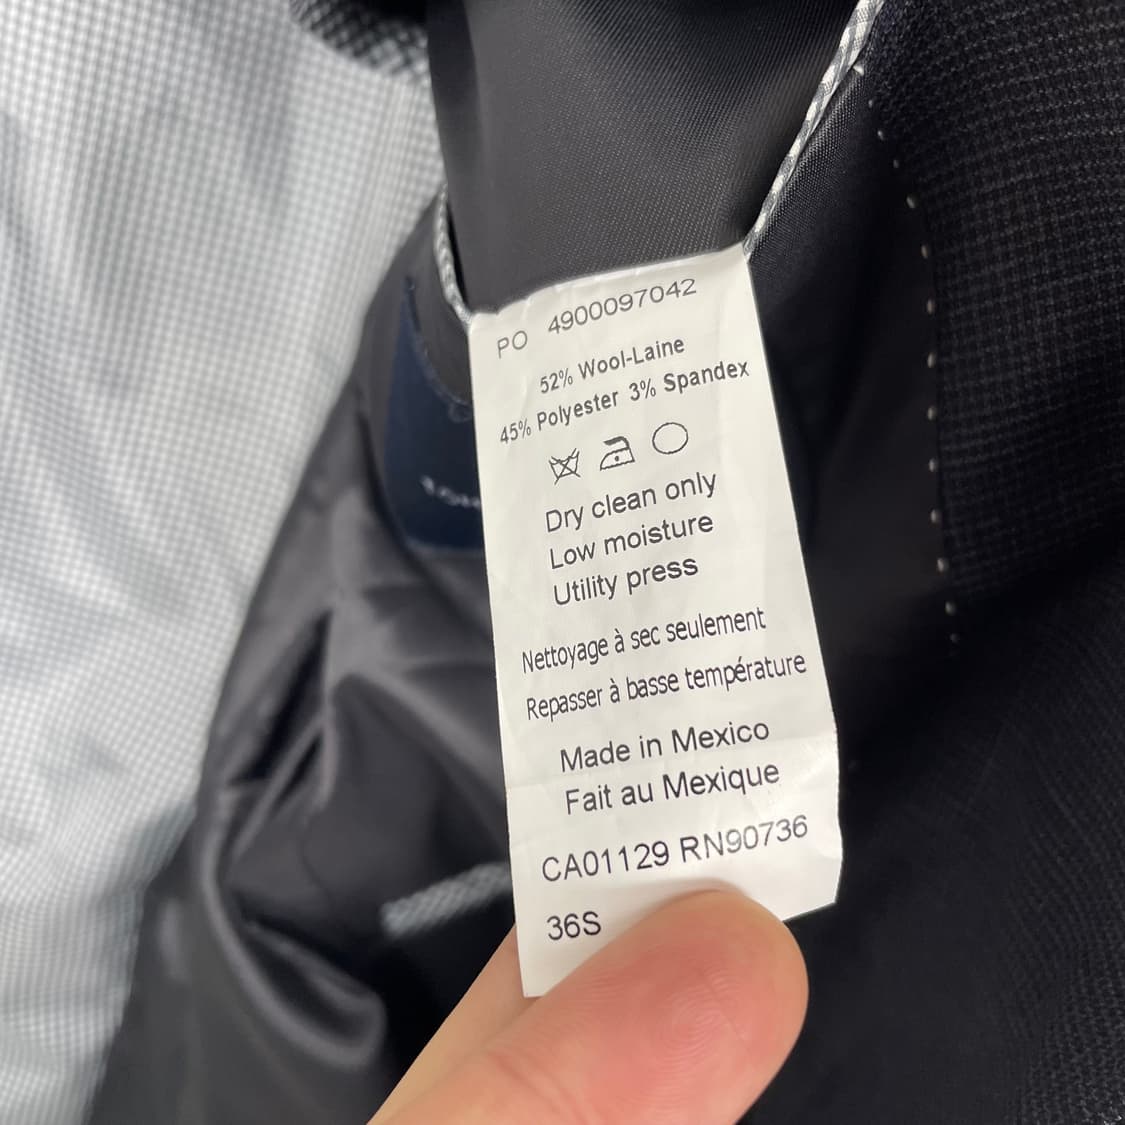 PO 4900097042
52% Wool-Laine
45% Polyester 3% Spandex
Dry clean only
Low moisture
Utility press
Nettoyage à sec seulement
Repasser à basse température
Made in Mexico
Fait au Mexique
CA01129 RN90736
36S